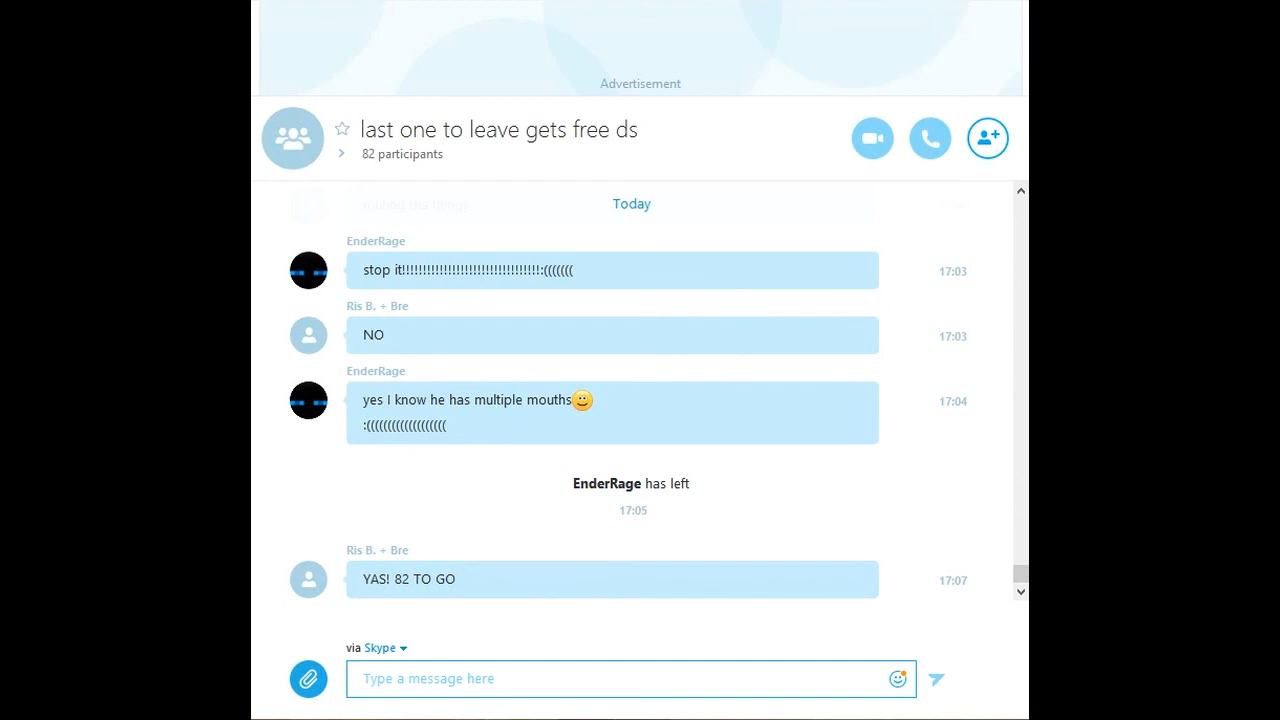 Advertisement
last one to leave gets free ds
82 participants
Today
EnderRage
stop it!!!!!!!!!!!!!!!!!!!!!!!!!!!!!!!!!:(((((((
17:03
Ris B. + Bre
NO
17:03
EnderRage
yes I know he has multiple mouths
17:04
:(((((((((((((((((((
EnderRage has left
17:05
Ris B. + Bre
YAS! 82 TO GO
17:07
via Skype
Type a message here